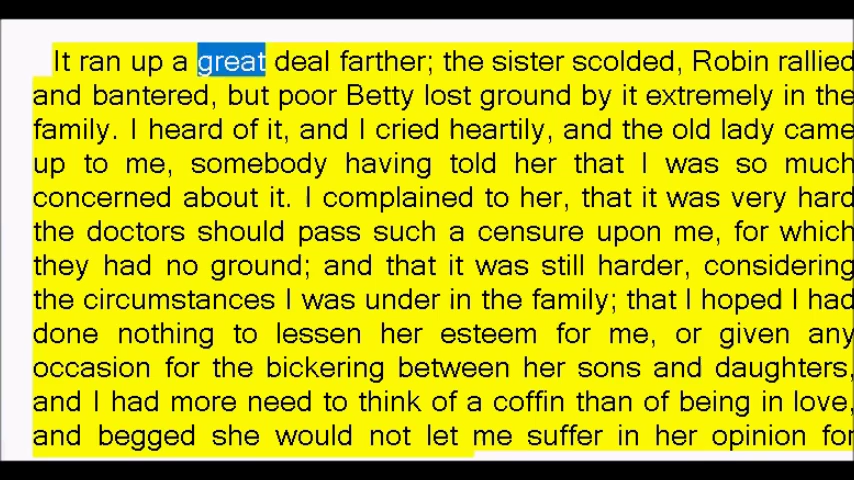 It ran up a great deal farther; the sister scolded, Robin rallied
and bantered, but poor Betty lost ground by it extremely in the
family. I heard of it, and I cried heartily, and the old lady came
up to me, somebody having told her that I was so much
concerned about it. I complained to her, that it was very hard
the doctors should pass such a censure upon me, for which
they had no ground; and that it was still harder, considering
the circumstances I was under in the family; that I hoped I had
done nothing to lessen her esteem for me, or given any
occasion for the bickering between her sons and daughters,
and I had more need to think of a coffin than of being in love,
and begged she would not let me suffer in her opinion for